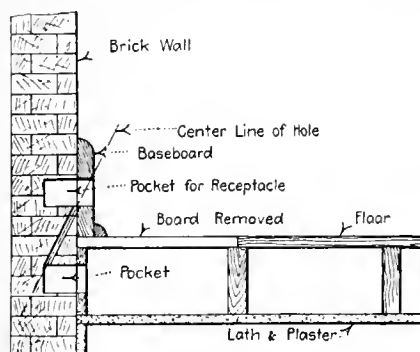 Brick Wall
Center Line of Hole
Baseboard
Pocket for Receptacle
Board Removed Floor
Pocket
Lath & Plaster